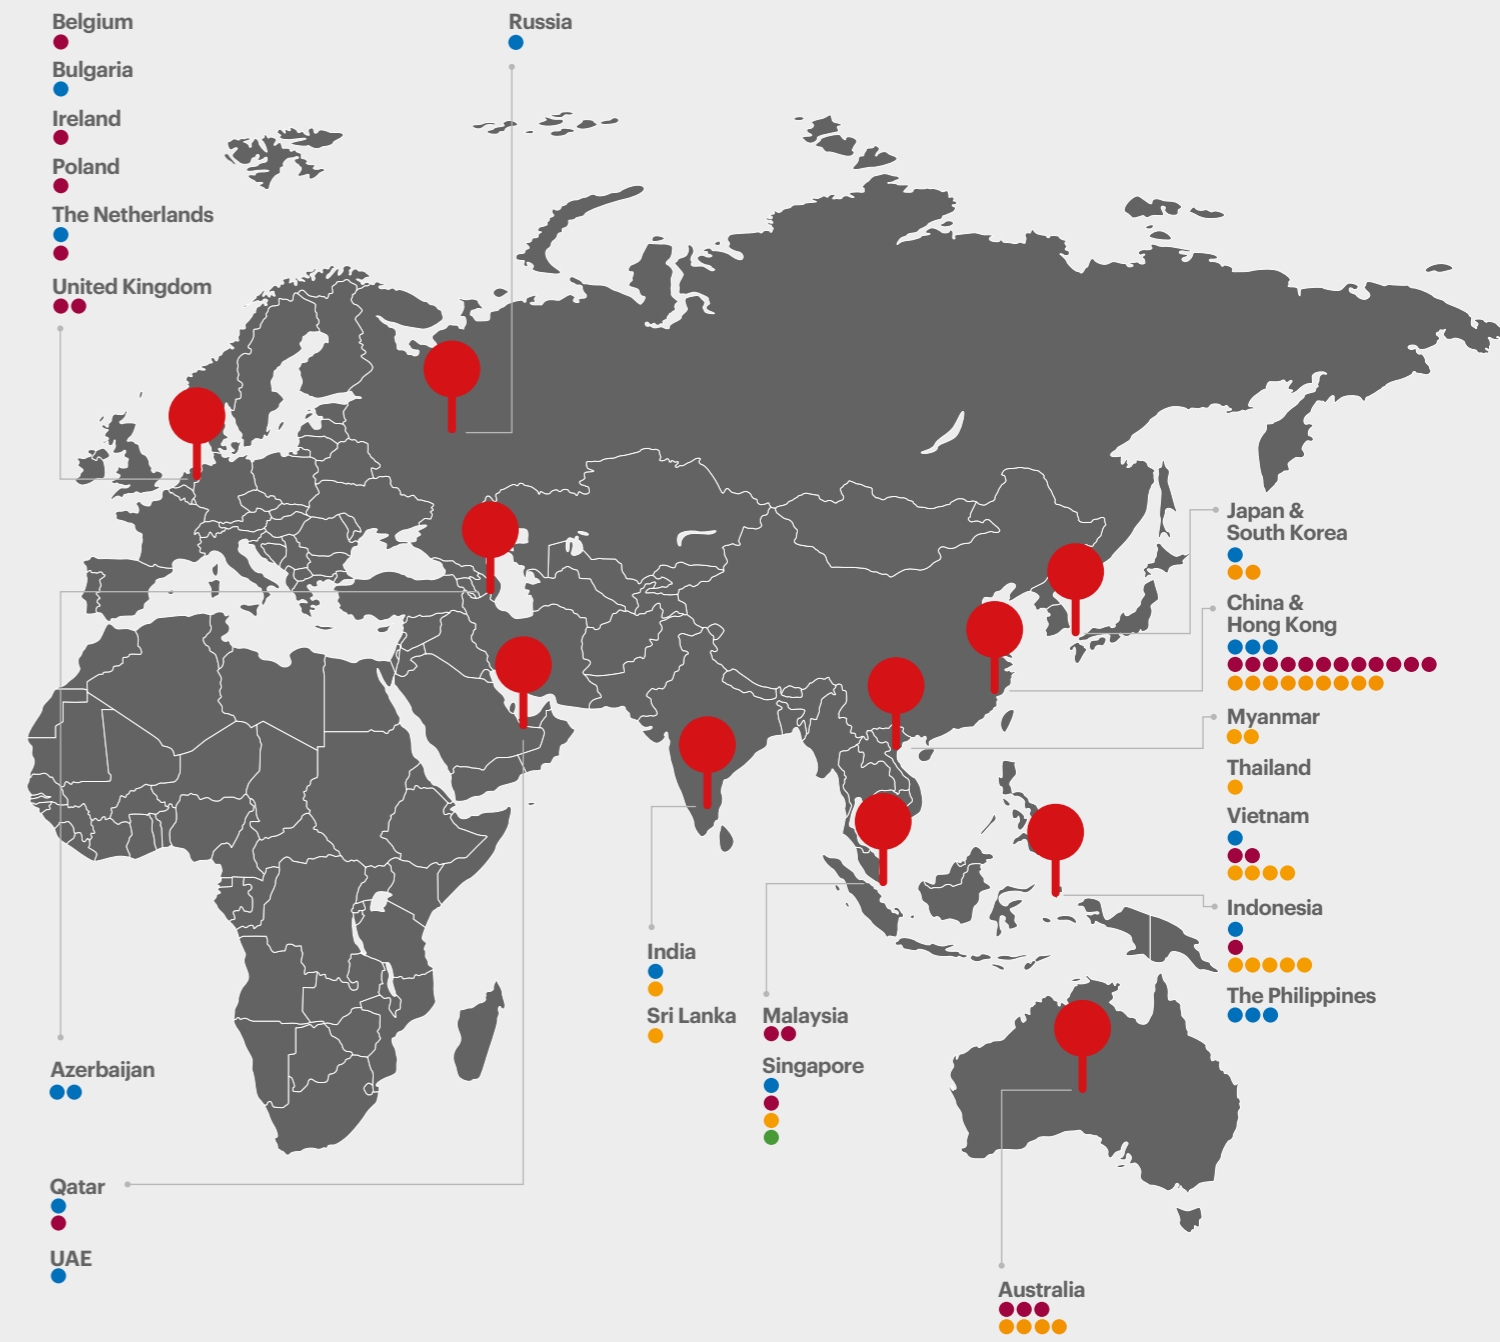 Belgium
Bulgaria
Ireland
Poland
The Netherlands
United Kingdom
Russia
Japan &
South Korea
China &
Hong Kong
Myanmar
Thailand
Vietnam
Indonesia
The Philippines
India
Sri Lanka
Malaysia
Singapore
Azerbaijan
Qatar
UAE
Australia